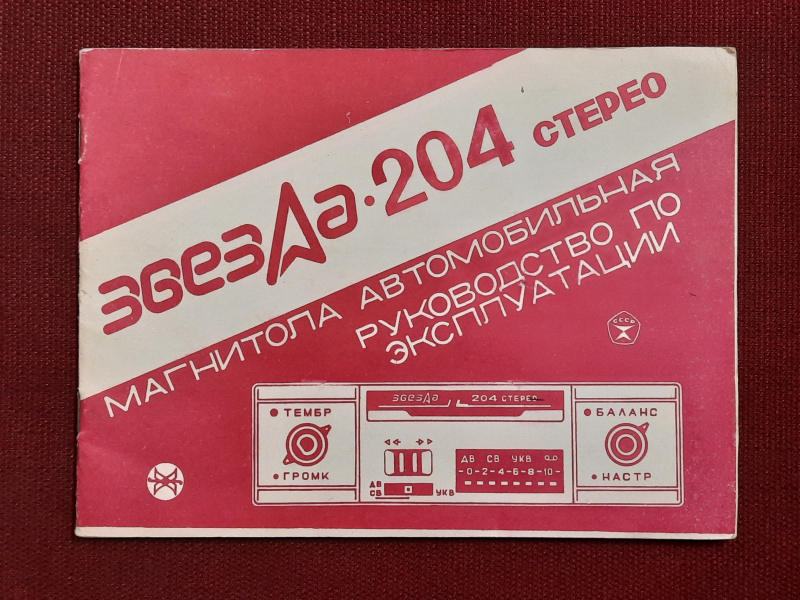 звезда·204 стерео
МАГНИТОЛА АВТОМОБИЛЬНАЯ
РУКОВОДСТВО ПО
ЭКСПЛУАТАЦИИ
СССР
звезда 204 СТЕРЕО
ТЕМБР
ГРОМК
ДВ СВ УКВ
-0-2-4-6-8-10-
ДВ
СВ
УКВ
БАЛАНС
НАСТР